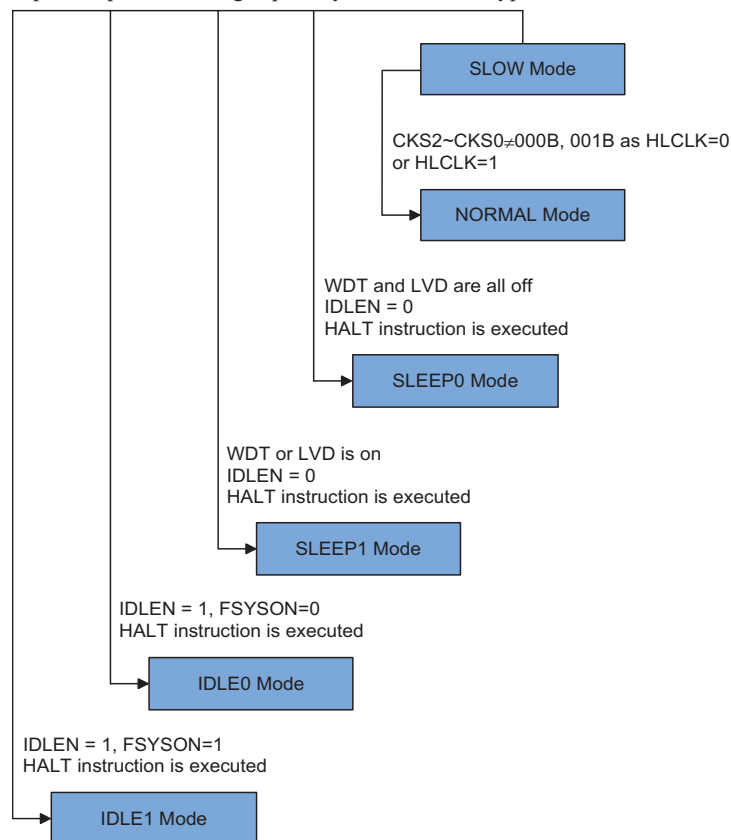 SLOW Mode
CKS2~CKS0≠000B, 001B as HLCLK=0
or HLCLK=1
NORMAL Mode
WDT and LVD are all off
IDLEN = 0
HALT instruction is executed
SLEEP0 Mode
WDT or LVD is on
IDLEN = 0
HALT instruction is executed
SLEEP1 Mode
IDLEN = 1, FSYSON=0
HALT instruction is executed
IDLE0 Mode
IDLEN = 1, FSYSON=1
HALT instruction is executed
IDLE1 Mode